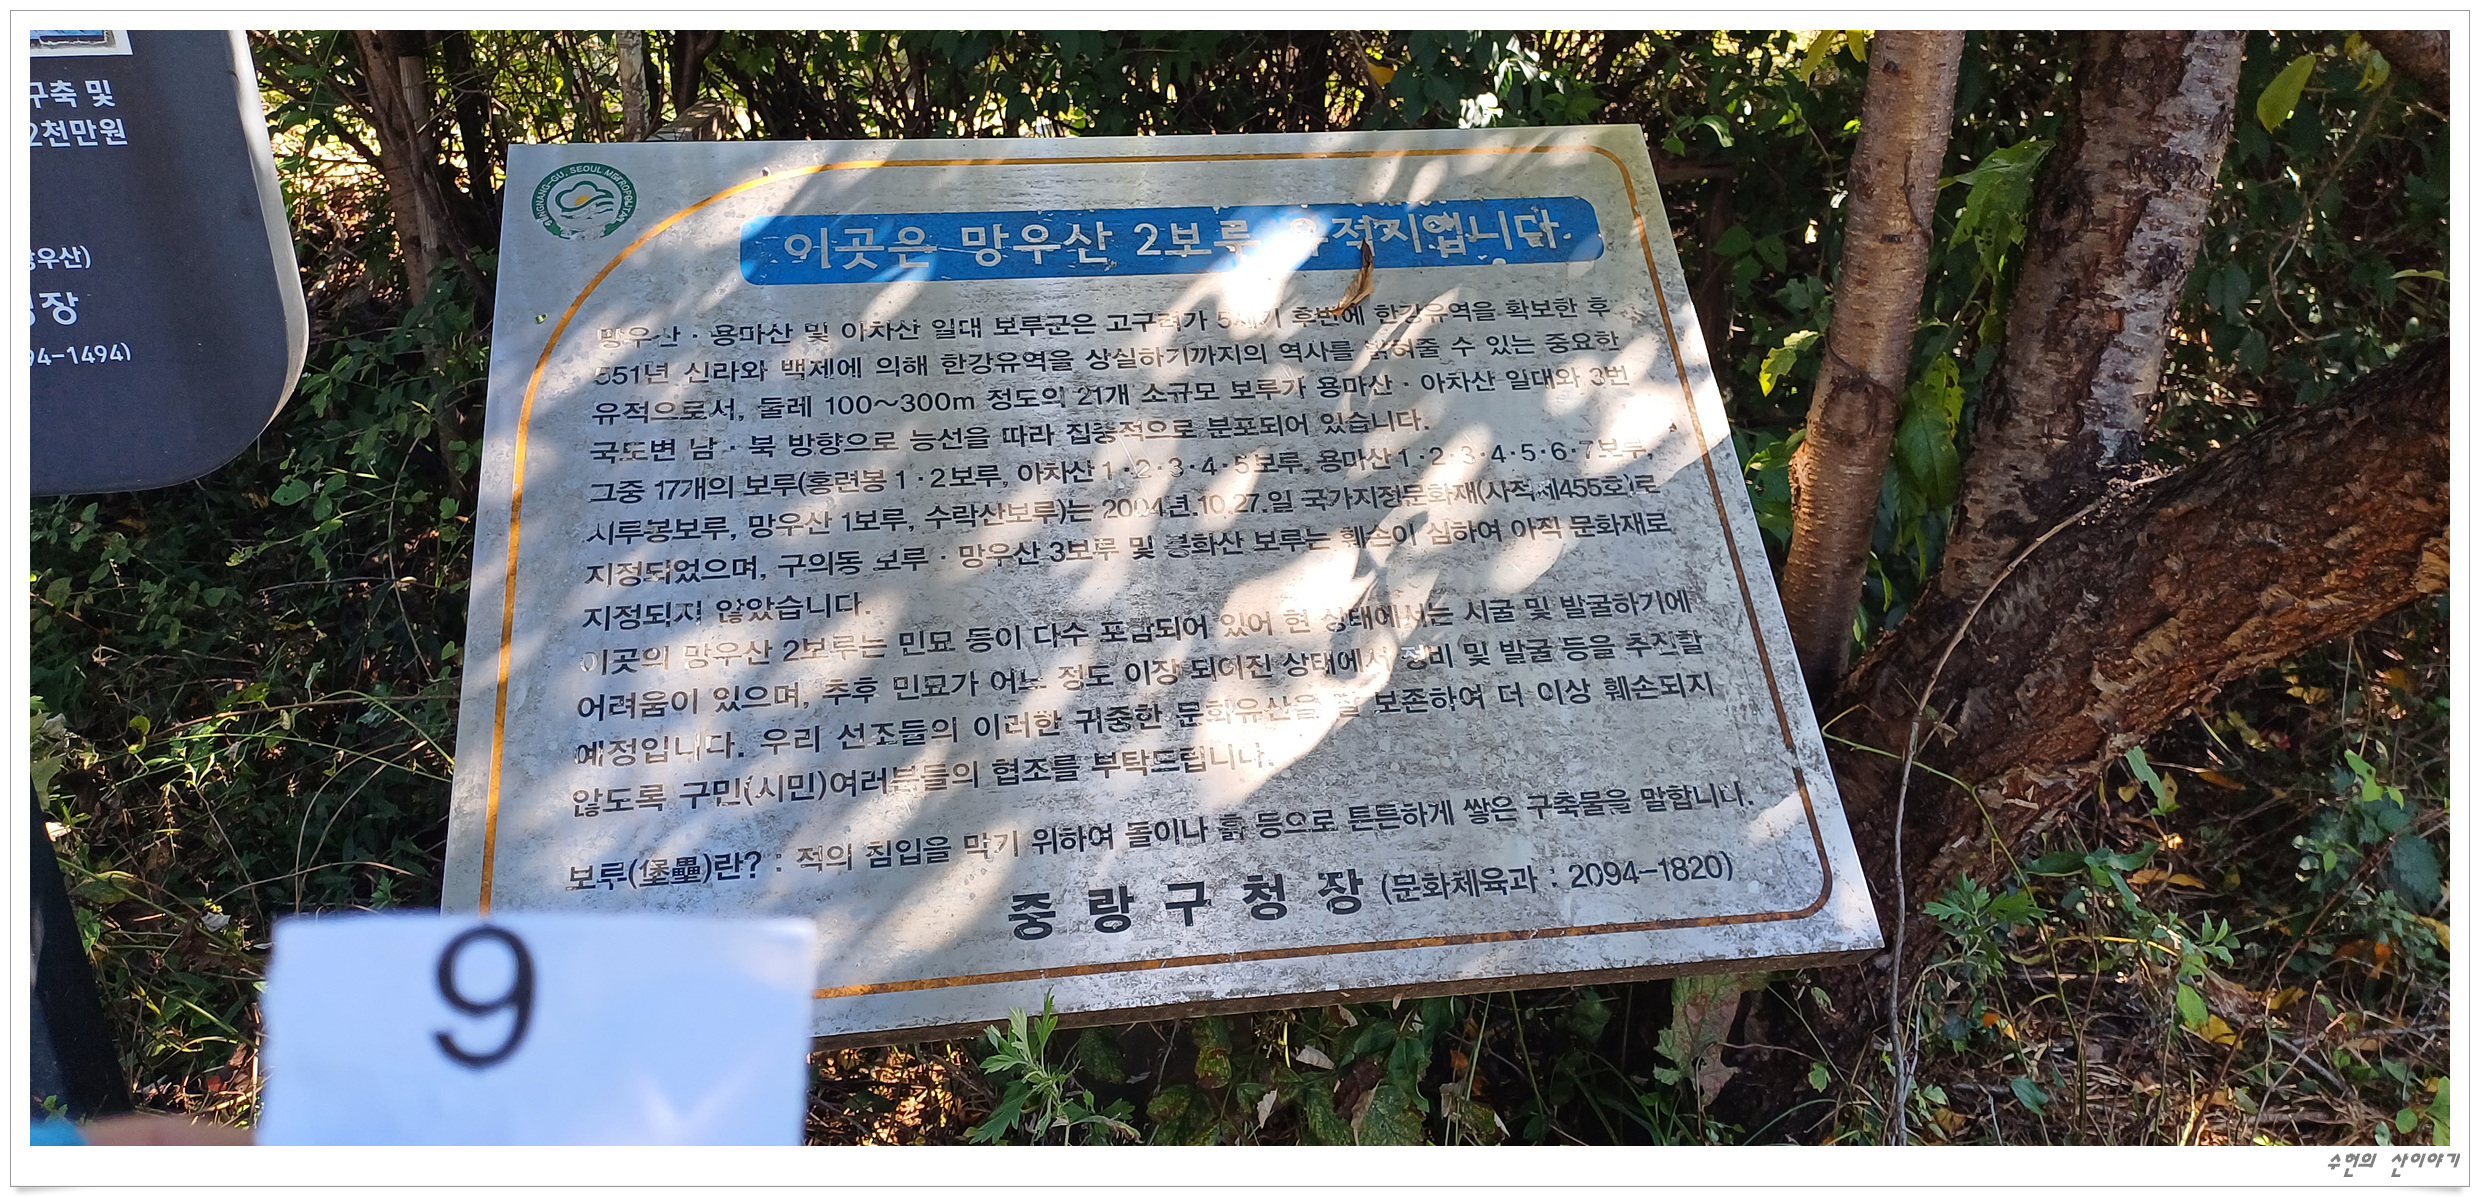 구축 및
2천만원
우산)
청장
94-1494)
JUNGNANG-GU, SEOUL METROPOLITAN
이곳은 망우산 2보루 유적지입니다.
망우산 · 용마산 및 아차산 일대 보루군은 고구려가 5세기 후반에 한강유역을 확보한 후
551년 신라와 백제에 의해 한강유역을 상실하기까지의 역사를 밝혀줄 수 있는 중요한
유적으로서, 둘레 100~300m 정도의 21개 소규모 보루가 용마산 · 아차산 일대와 3번
국도변 남 · 북 방향으로 능선을 따라 집중적으로 분포되어 있습니다.
그중 17개의 보루(홍련봉 1·2보루, 아차산 1·2·3·4·5보루, 용마산 1·2·3·4·5·6·7보루,
시루봉보루, 망우산 1보루, 수락산보루)는 2004년.10.27.일 국가지정문화재(사적 제455호)로
지정되었으며, 구의동 보루 · 망우산 3보루 및 봉화산 보루는 훼손이 심하여 아직 문화재로
지정되지 않았습니다.
이곳의 망우산 2보루는 민묘 등이 다수 포함되어 있어 현 상태에서는 시굴 및 발굴하기에
어려움이 있으며, 추후 민묘가 어느 정도 이장 되어진 상태에서 정비 및 발굴 등을 추진할
예정입니다. 우리 선조들의 이러한 귀중한 문화유산을 잘 보존하여 더 이상 훼손되지
않도록 구민(시민)여러분들의 협조를 부탁드립니다.
보루(堡壘)란? : 적의 침입을 막기 위하여 돌이나 흙 등으로 튼튼하게 쌓은 구축물을 말합니다.
중랑구청장 (문화체육과 : 2094-1820)
9
수헌의 산이야기